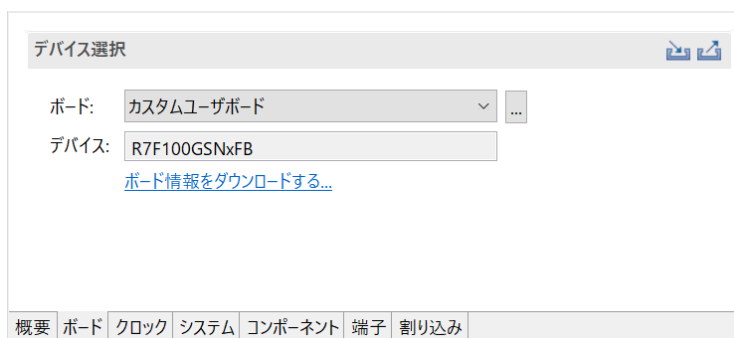 デバイス選択
ボード: カスタムユーザボード ...
デバイス: R7F100GSNxFB
ボード情報をダウンロードする...
概要 ボード クロック システム コンポーネント 端子 割り込み